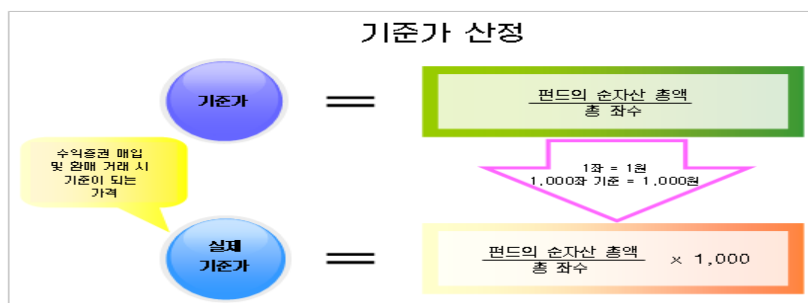 기준가 산정
기준가
=
펀드의 순자산 총액
총 좌수
수익증권 매입
및 환매 거래 시
기준이 되는
가격
1좌 = 1원
1,000좌 기준 = 1,000원
실제
기준가
=
펀드의 순자산 총액
총 좌수
× 1,000